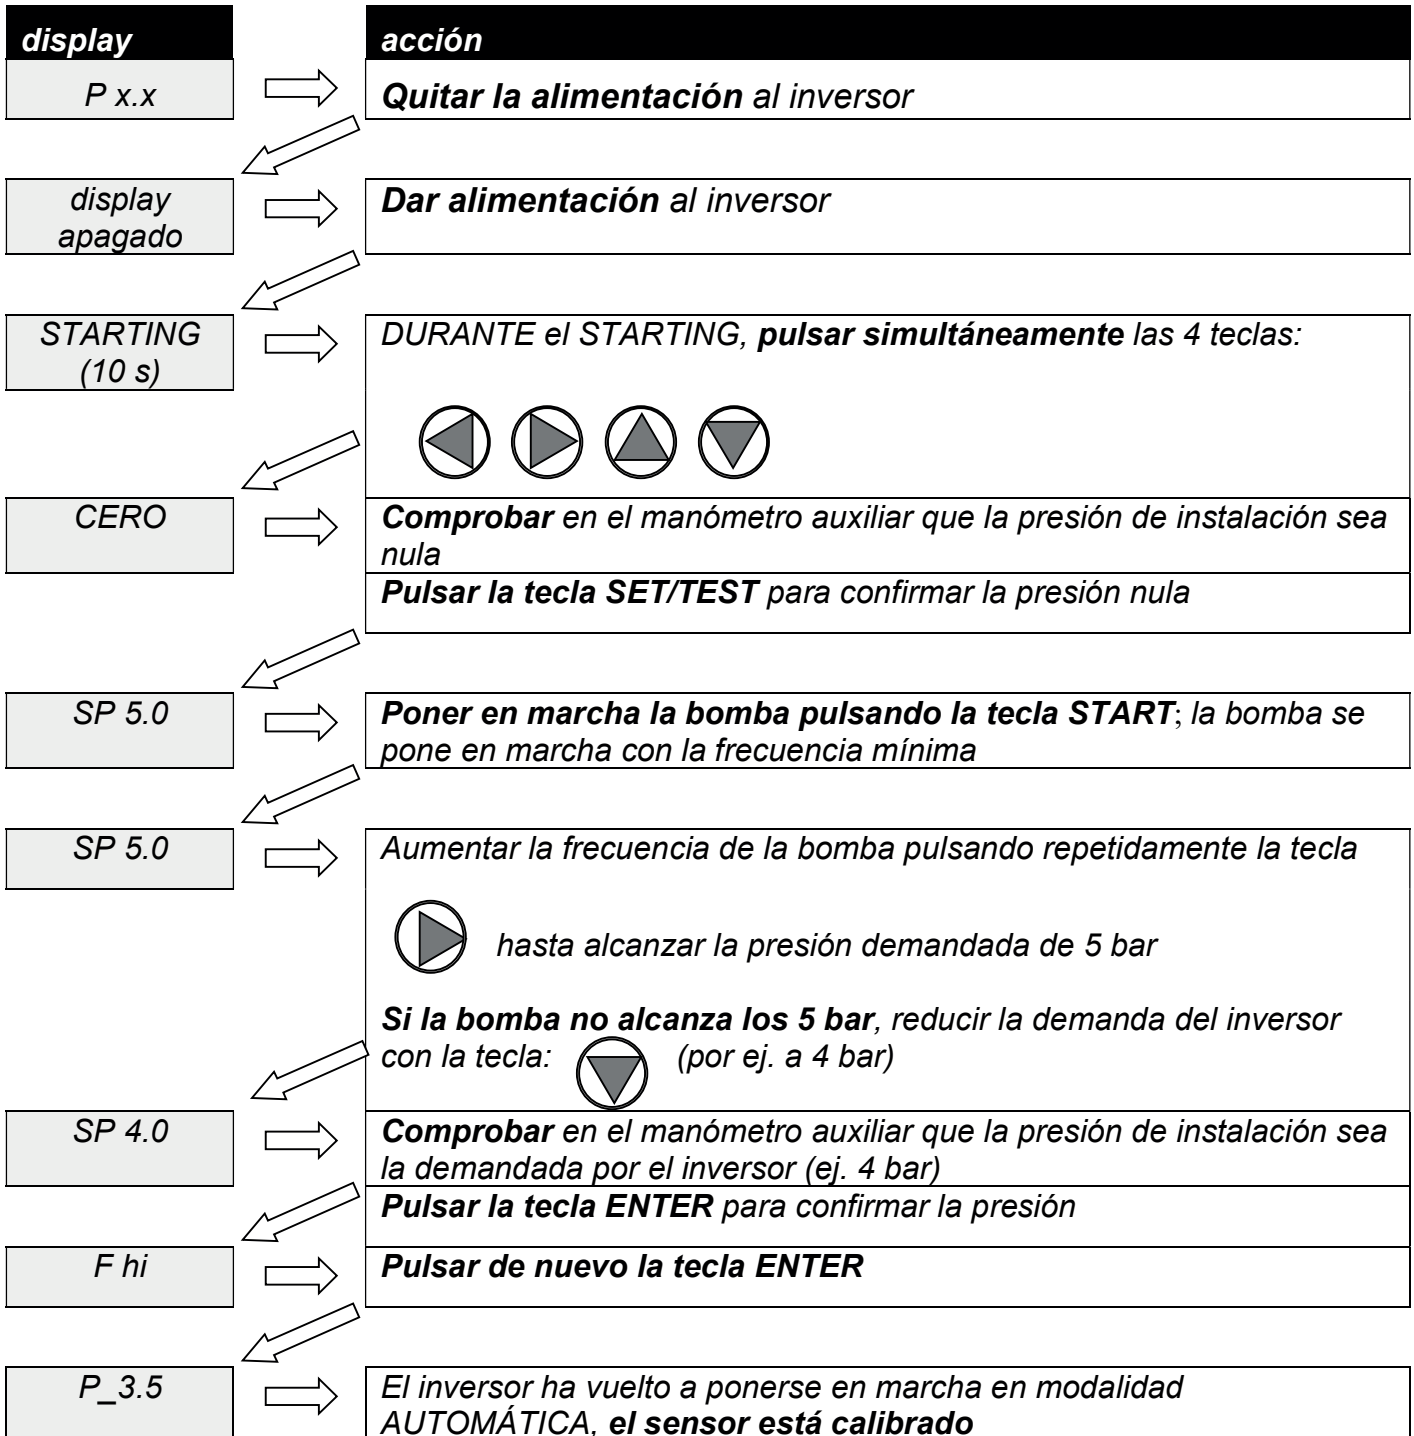 display
acción
P x.x
Quitar la alimentación al inversor
display
apagado
Dar alimentación al inversor
STARTING
(10 s)
DURANTE el STARTING, pulsar simultáneamente las 4 teclas:
CERO
Comprobar en el manómetro auxiliar que la presión de instalación sea
nula
Pulsar la tecla SET/TEST para confirmar la presión nula
SP 5.0
Poner en marcha la bomba pulsando la tecla START; la bomba se
pone en marcha con la frecuencia mínima
SP 5.0
Aumentar la frecuencia de la bomba pulsando repetidamente la tecla
hasta alcanzar la presión demandada de 5 bar
Si la bomba no alcanza los 5 bar, reducir la demanda del inversor
con la tecla: (por ej. a 4 bar)
SP 4.0
Comprobar en el manómetro auxiliar que la presión de instalación sea
la demandada por el inversor (ej. 4 bar)
Pulsar la tecla ENTER para confirmar la presión
F hi
Pulsar de nuevo la tecla ENTER
P_3.5
El inversor ha vuelto a ponerse en marcha en modalidad
AUTOMÁTICA, el sensor está calibrado